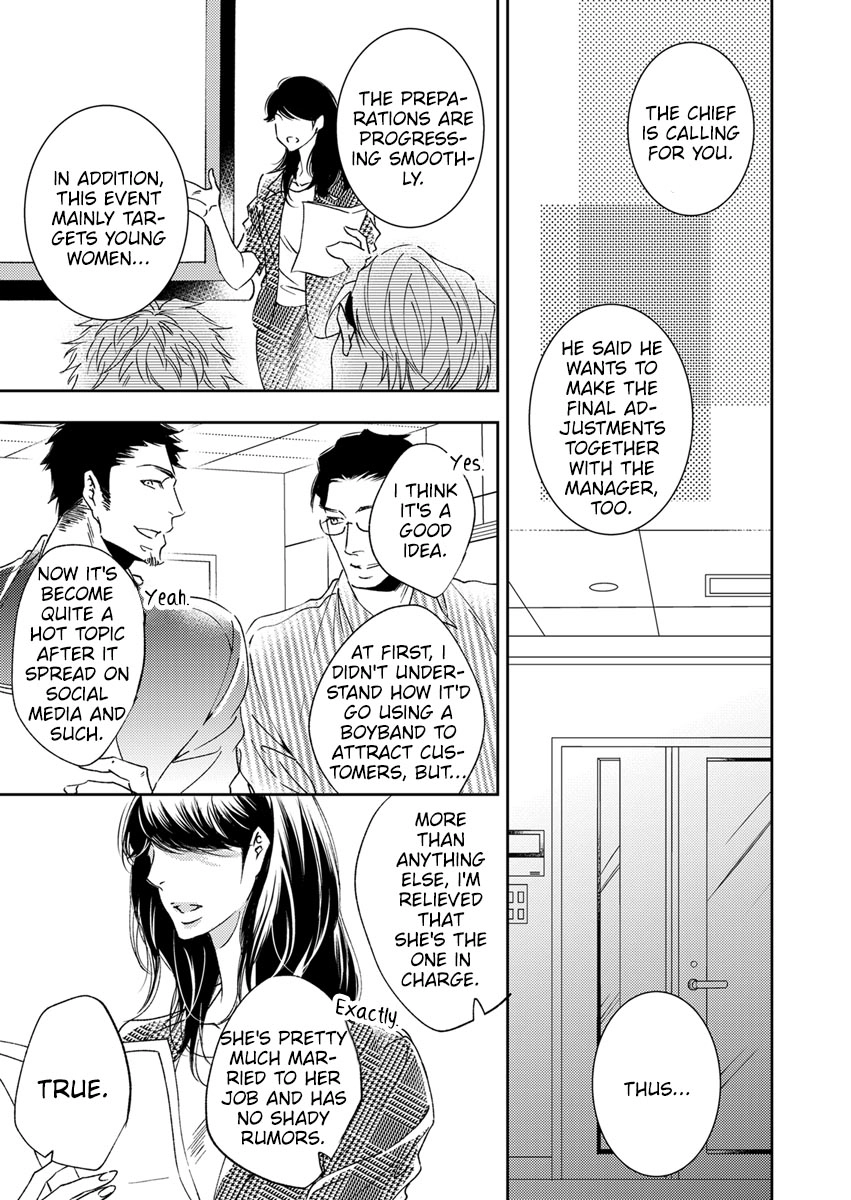 THE CHIEF
IS CALLING
FOR YOU.
HE SAID HE
WANTS TO
MAKE THE
FINAL AD-
JUSTMENTS
TOGETHER
WITH THE
MANAGER,
TOO.
THUS...
THE PREPA-
RATIONS ARE
PROGRESS-
ING SMOOTH-
LY.
IN ADDITION,
THIS EVENT
MAINLY TAR-
GETS YOUNG
WOMEN...
Yes.
I THINK
IT'S A
GOOD
IDEA.
AT FIRST, I
DIDN'T UNDER-
STAND HOW IT'D
GO USING A
BOYBAND TO
ATTRACT CUS-
TOMERS, BUT...
Yeah.
NOW IT'S
BECOME
QUITE A
HOT TOPIC
AFTER IT
SPREAD ON
SOCIAL
MEDIA AND
SUCH.
MORE
THAN
ANYTHING
ELSE, I'M
RELIEVED
THAT
SHE'S THE
ONE IN
CHARGE.
Exactly.
SHE'S PRETTY
MUCH MAR-
RIED TO HER
JOB AND HAS
NO SHADY
RUMORS.
TRUE.